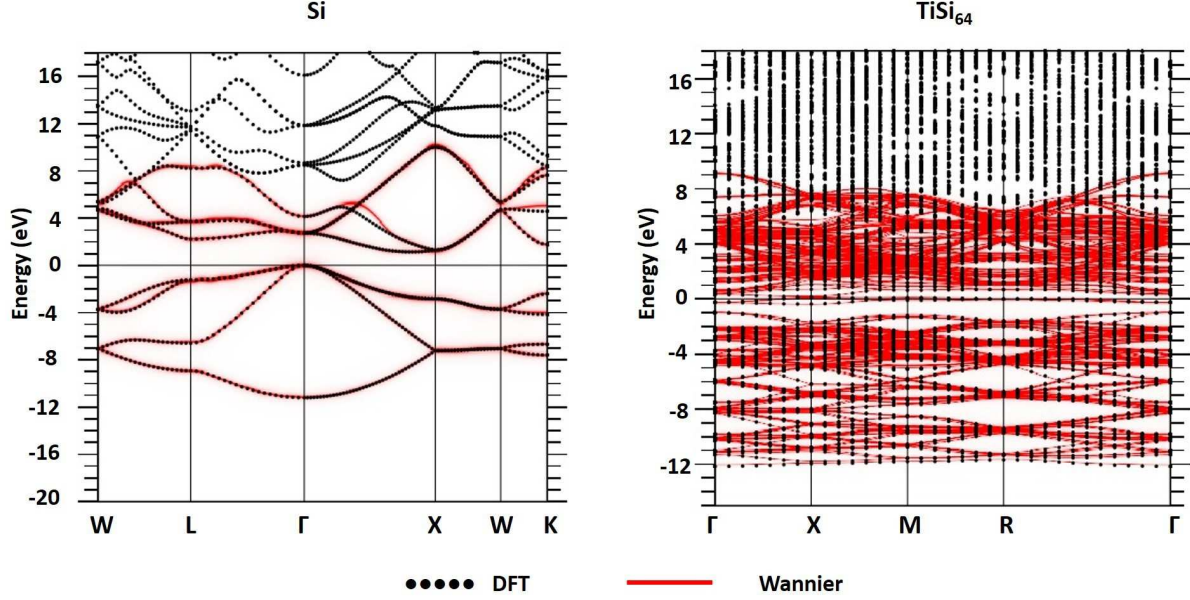 Si
TiSi64
Energy (eV)
16
12
8
4
0
-4
-8
-12
-16
-20
W L Γ X W K
Energy (eV)
16
12
8
4
0
-4
-8
-12
Γ X M R Γ
DFT
Wannier